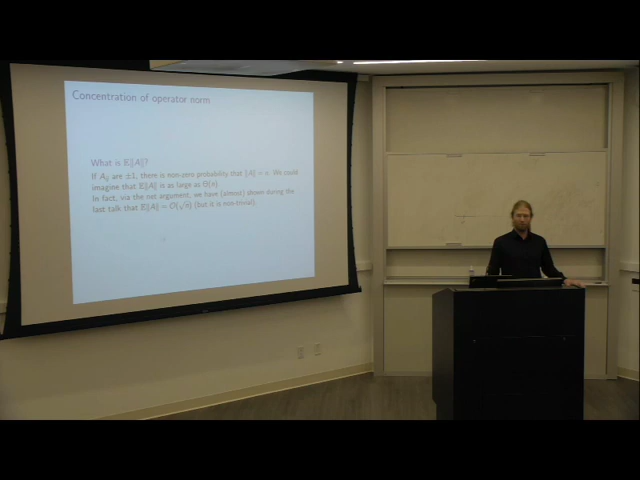 Concentration of operator norm
What is 𝔼‖A‖?
If Aᵢⱼ are ±1, there is non-zero probability that ‖A‖ = n. We could
imagine that 𝔼‖A‖ is as large as Θ(n).
In fact, via the net argument, we have (almost) shown during the
last talk that 𝔼‖A‖ = O(√n) (but it is non-trivial).